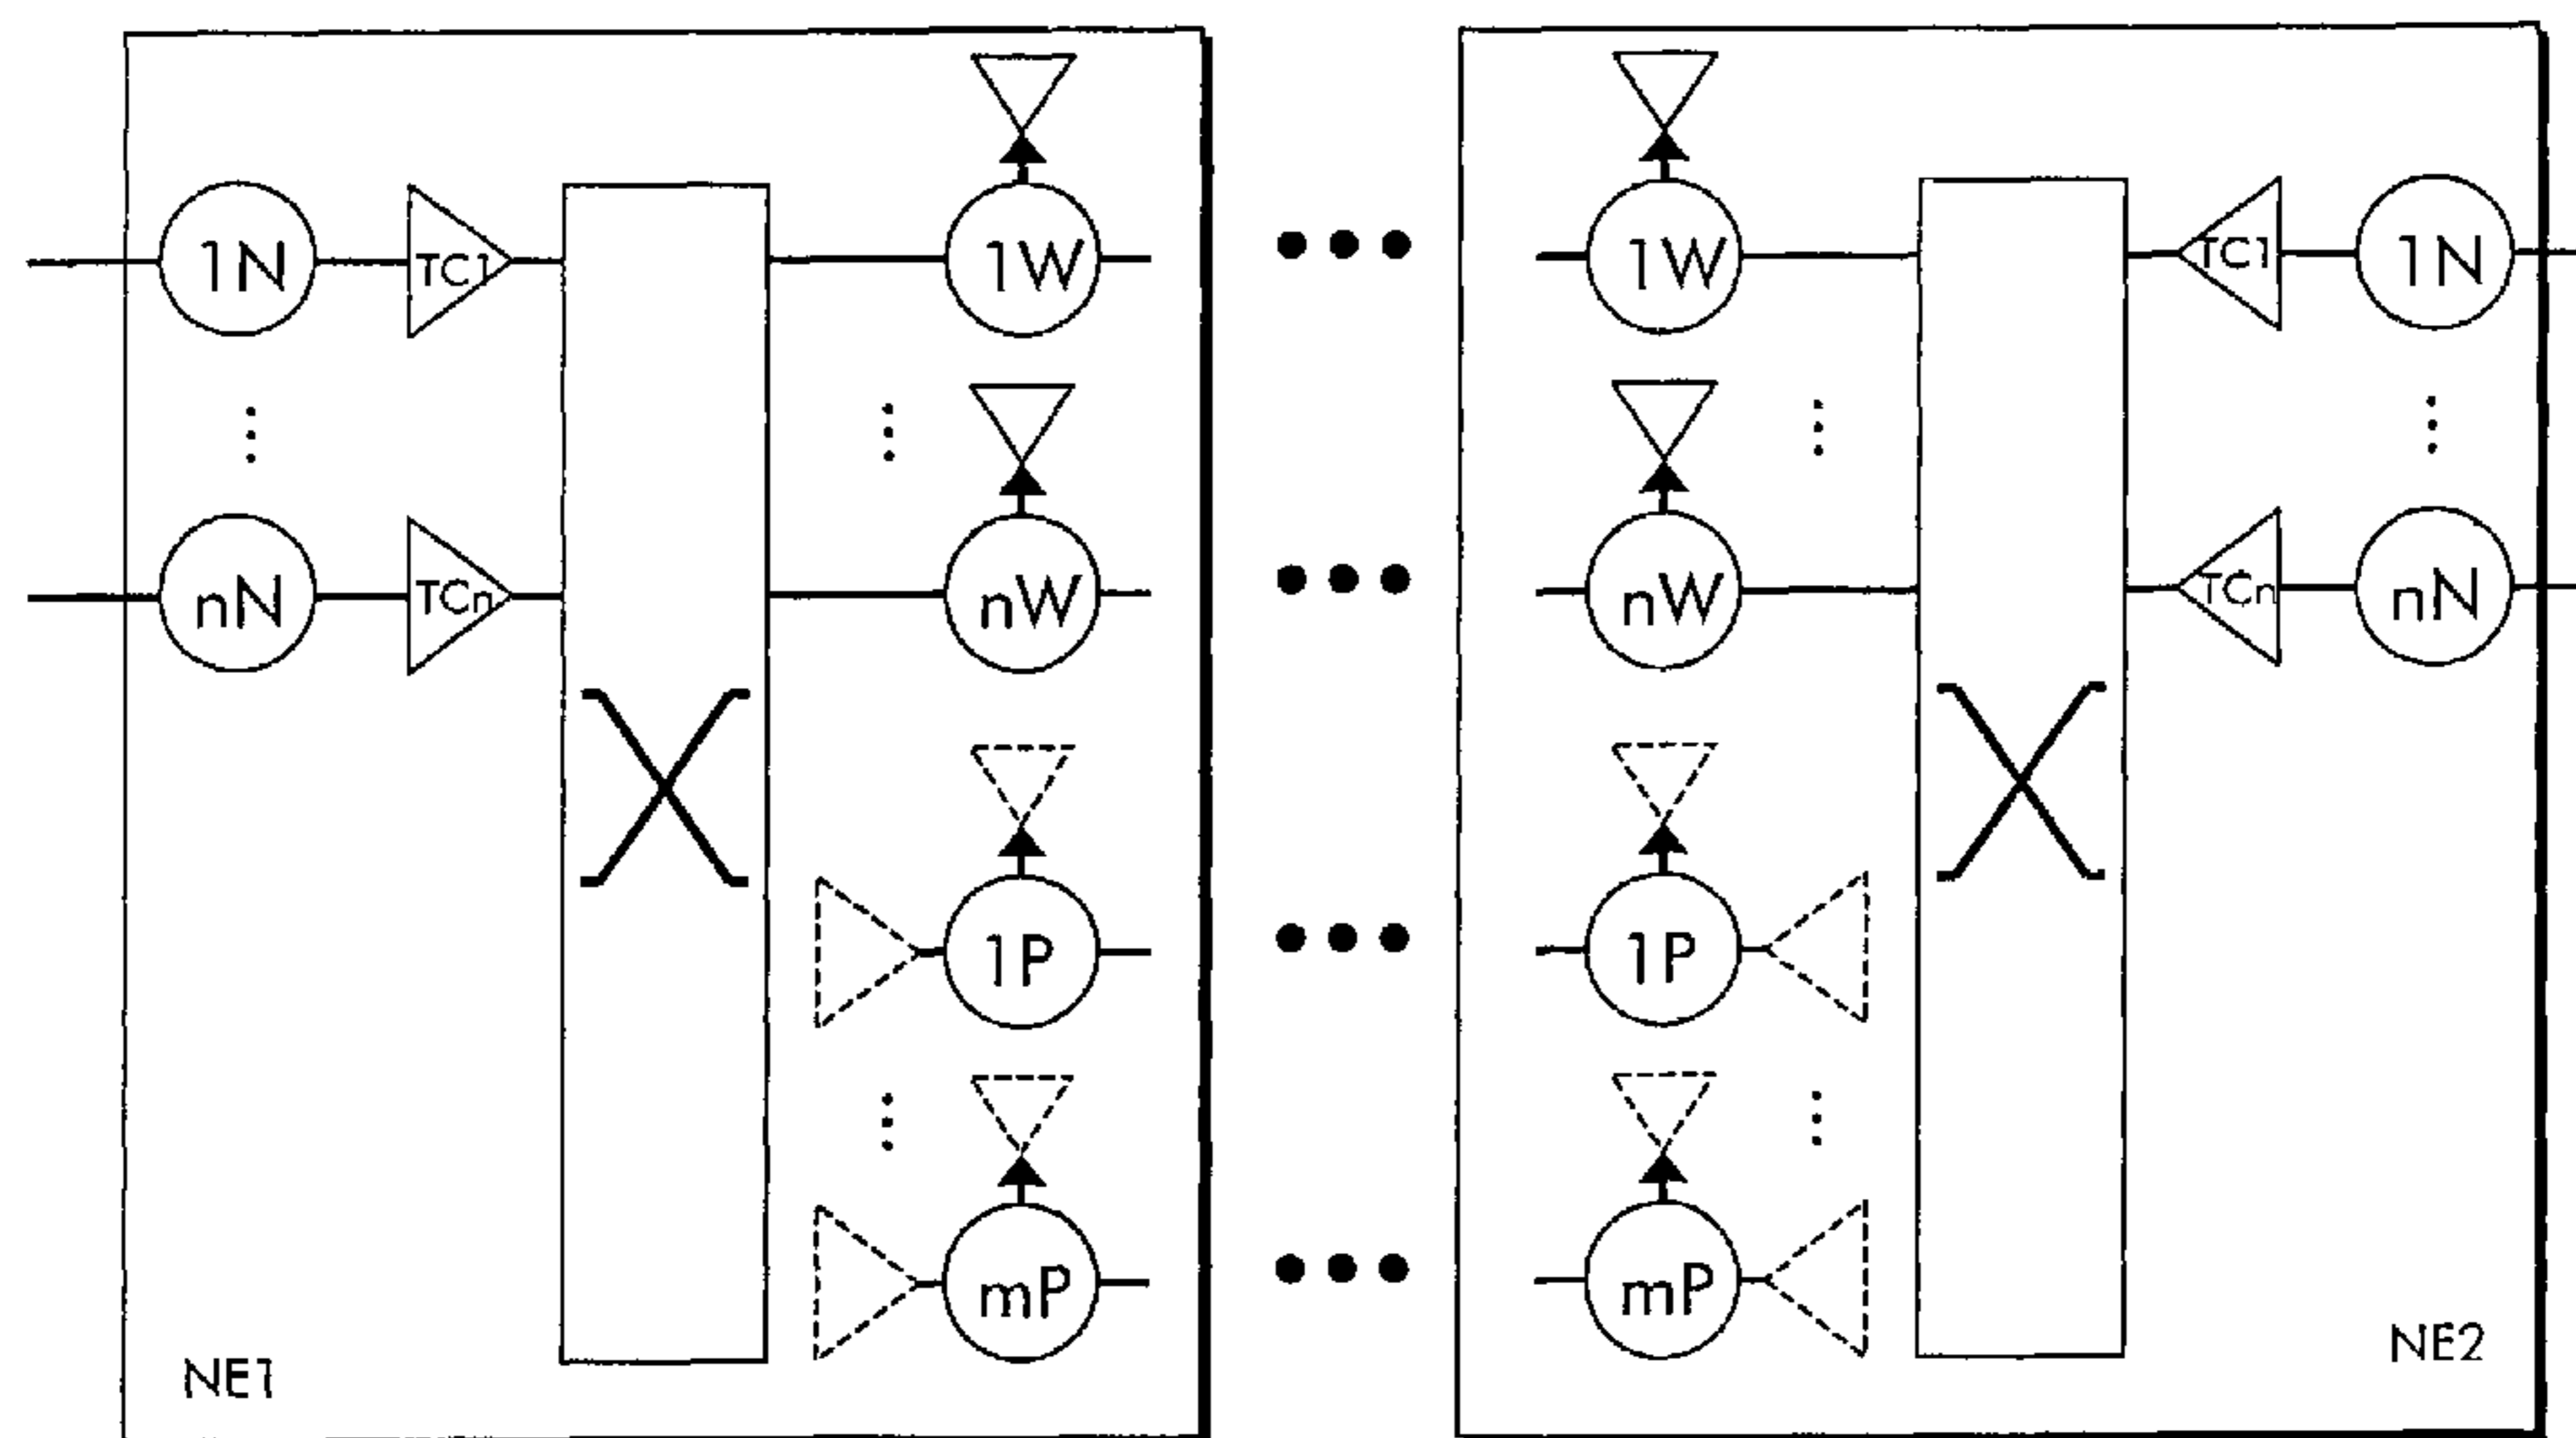 1N TC1 1W 1W TC1 1N
nN TCn nW nW TCn nN
1P 1P
mP mP
NE1 NE2